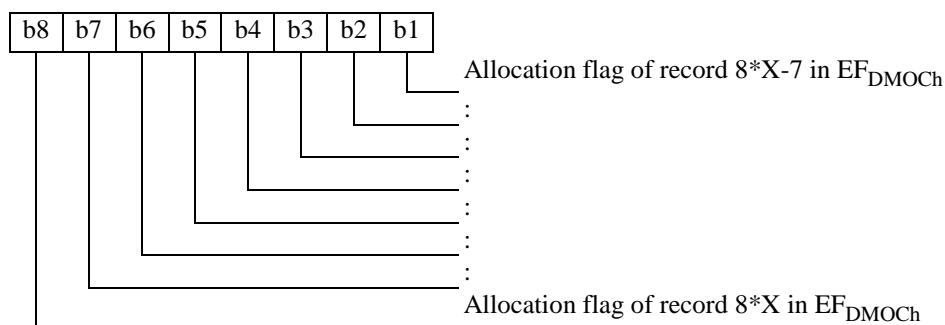 b8 b7 b6 b5 b4 b3 b2 b1
Allocation flag of record 8*X-7 in EFDMOCh
:
:
:
:
:
:
Allocation flag of record 8*X in EFDMOCh